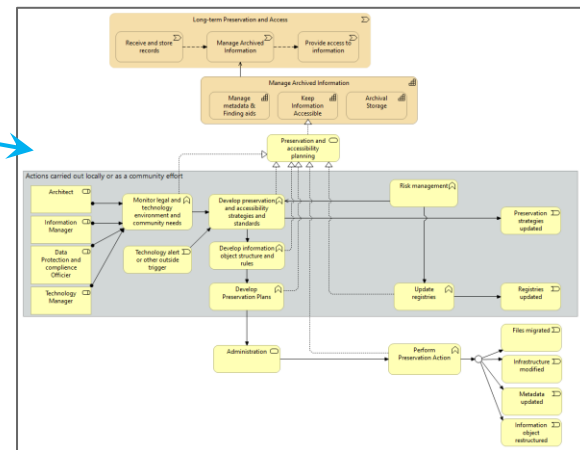 Long-term Preservation and Access
Receive and store
records
Manage Archived
Information
Provide access to
information
Manage Archived Information
Manage
metadata &
Finding aids
Keep
Information
Accessible
Archival
Storage
Preservation and
accessibility
planning
Actions carried out locally or as a community effort
Architect
Information
Manager
Data
Protection and
complience
Officier
Technology
Manager
Monitor legal and
technology
environment and
community needs
Technology alert
or other outside
trigger
Develop preservation
and accessibility
strategies and
standards
Develop information
object structure and
rules
Develop
Preservation Plans
Risk management
Update
registries
Preservation
strategies
updated
Registries
updated
Administration
Perform
Preservation Action
Files migrated
Infrastructure
modified
Metadata
updated
Information
object
restructured